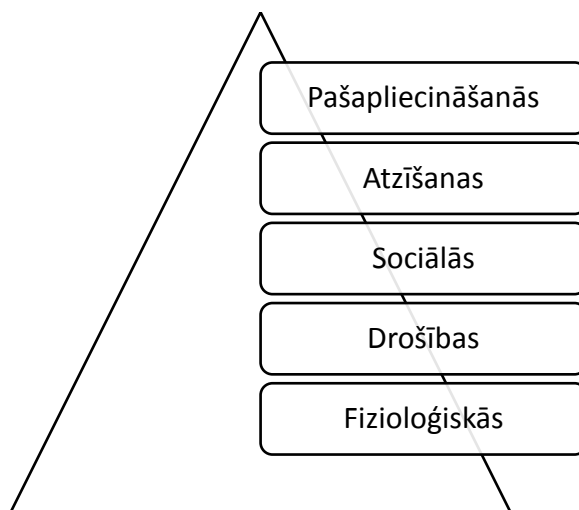 Pašapliecināšanās
Atzīšanas
Sociālās
Drošības
Fizioloģiskās